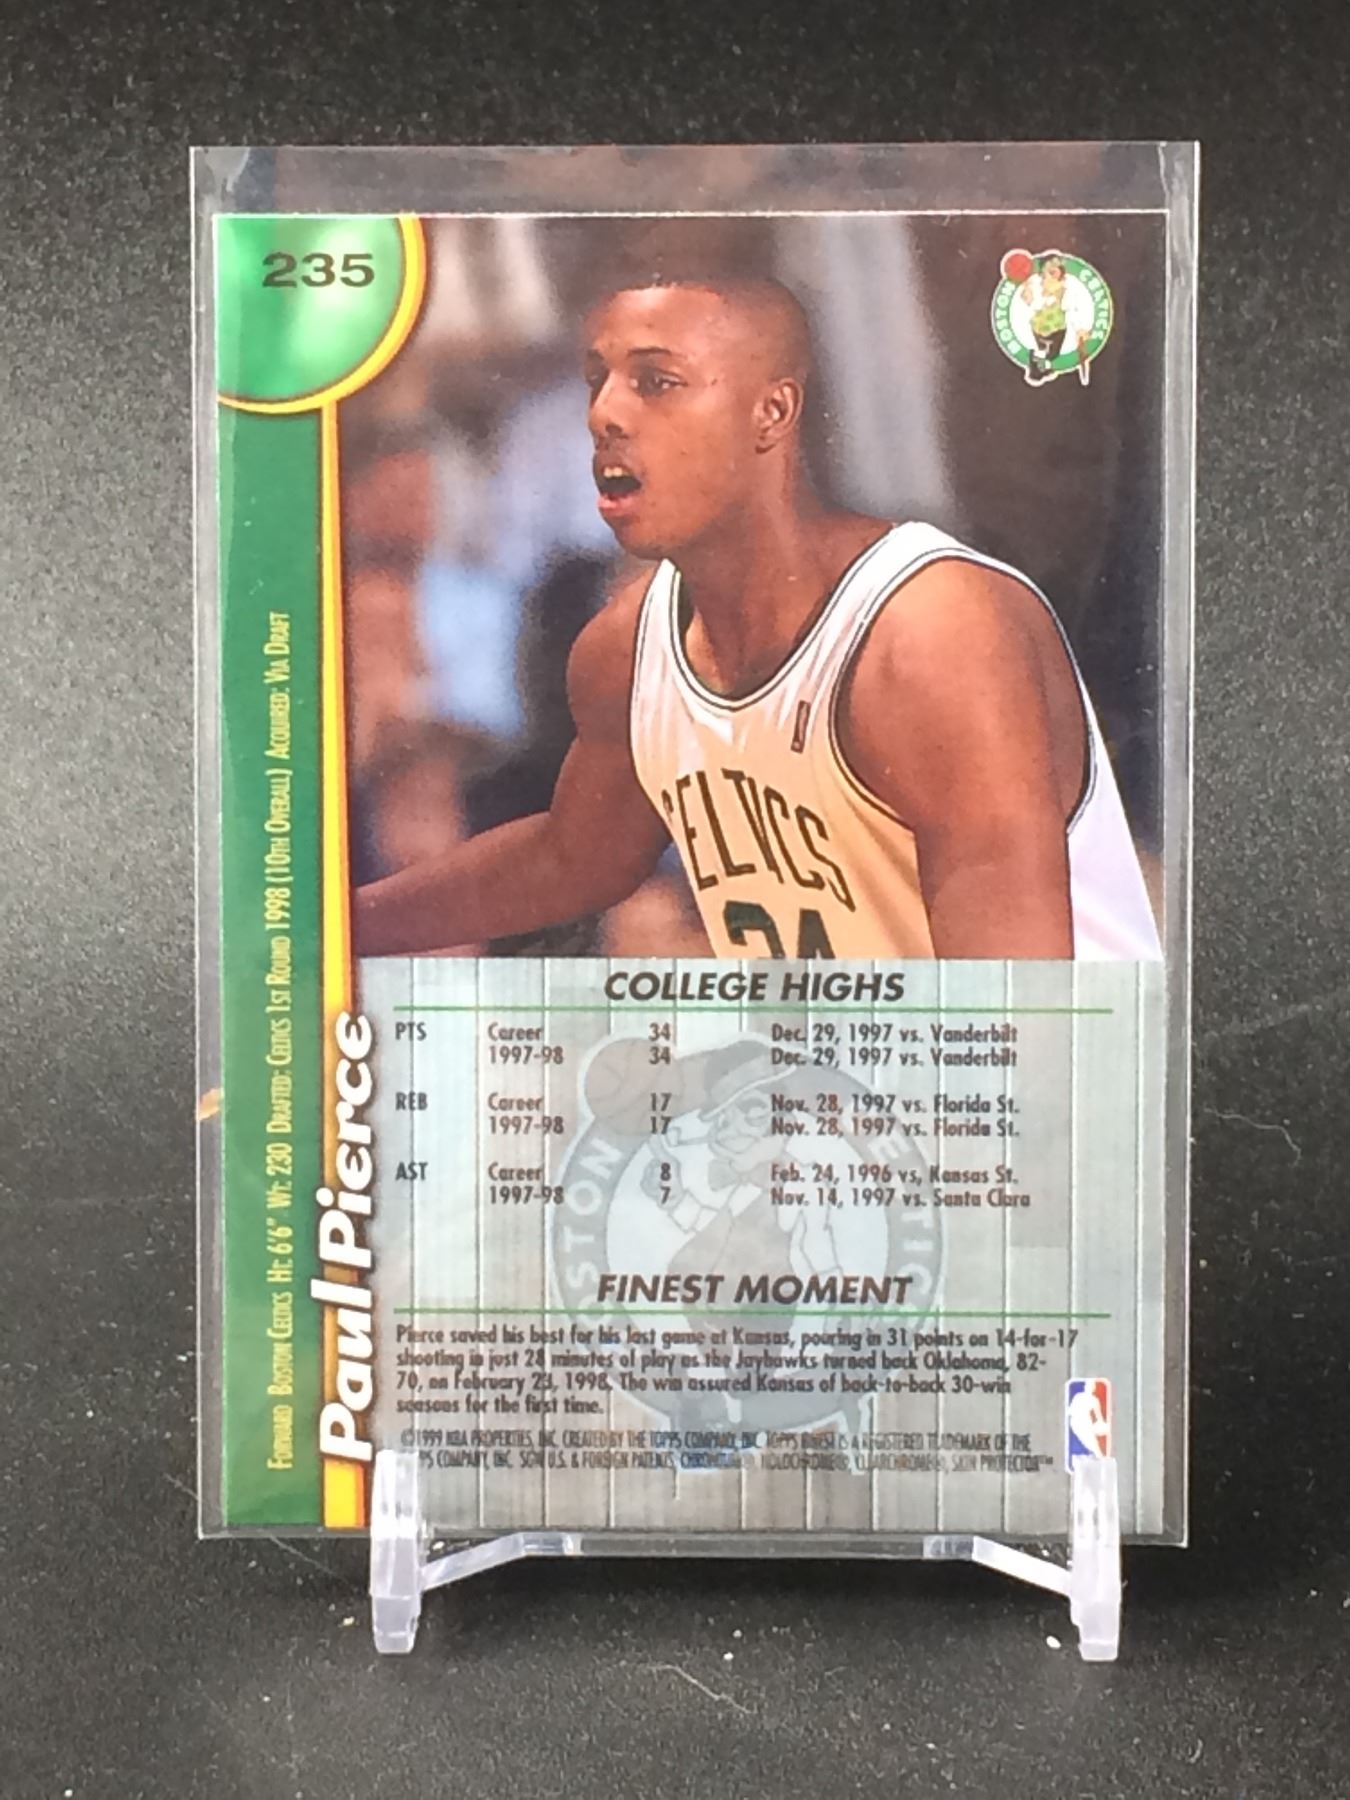 235
BOSTON CELTICS
CELTICS
34
Forward Boston Celtics Ht: 6'6" Wt: 230 Drafted: Celtics 1st Round 1998 (10th Overall) Acquired: Via Draft
Paul Pierce
COLLEGE HIGHS
PTS Career 34 Dec. 29, 1997 vs. Vanderbilt
1997-98 34 Dec. 29, 1997 vs. Vanderbilt
REB Career 17 Nov. 28, 1997 vs. Florida St.
1997-98 17 Nov. 28, 1997 vs. Florida St.
AST Career 8 Feb. 24, 1996 vs, Kansas St.
1997-98 7 Nov. 14, 1997 vs. Santa Clara
FINEST MOMENT
Pierce saved his best for his last game at Kansas, pouring in 31 points on 14-for-17
shooting in just 28 minutes of play as the Jayhawks turned back Oklahoma, 82-
70, on February 23, 1998. The win assured Kansas of back-to-back 30-win
seasons for the first time.
©1999 NBA PROPERTIES, INC. CREATED BY THE TOPPS COMPANY, INC. TOPPS FINEST IS A REGISTERED TRADEMARK OF THE
COMPANY, INC. U.S. & FOREIGN PATENTS, HOLOCHROME®, CLEARCHROME®, SKIN PROTECTOR™